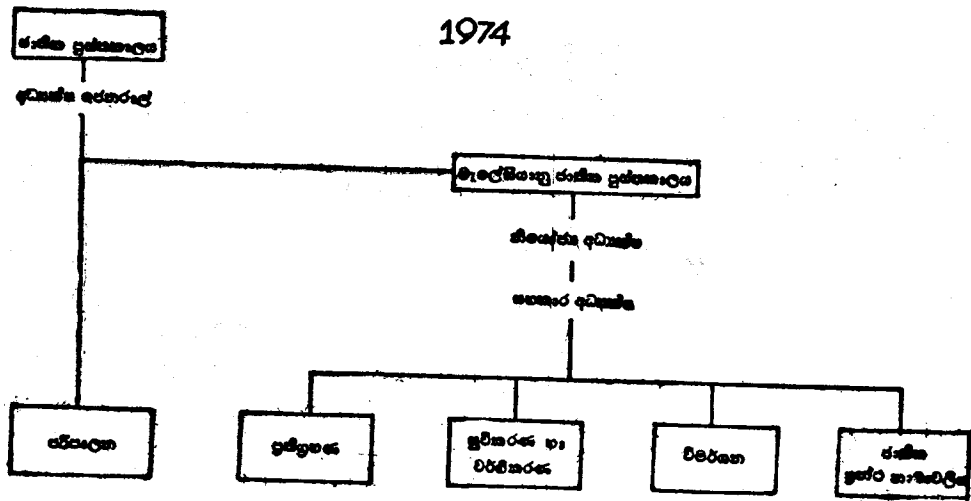 1974
ජාතික පුස්තකාලය
අධ්‍යක්ෂ ජෙනරාල්
මැලේසියානු ජාතික පුස්තකාලය
නියෝජ්‍ය අධ්‍යක්ෂ
සහකාර අධ්‍යක්ෂ
පරිපාලන
ප්‍රතිග්‍රහණ
සූචිකරණ හා
වර්ගීකරණ
විමර්ශන
ජාතික
ග්‍රන්ථ නාමාවලිය